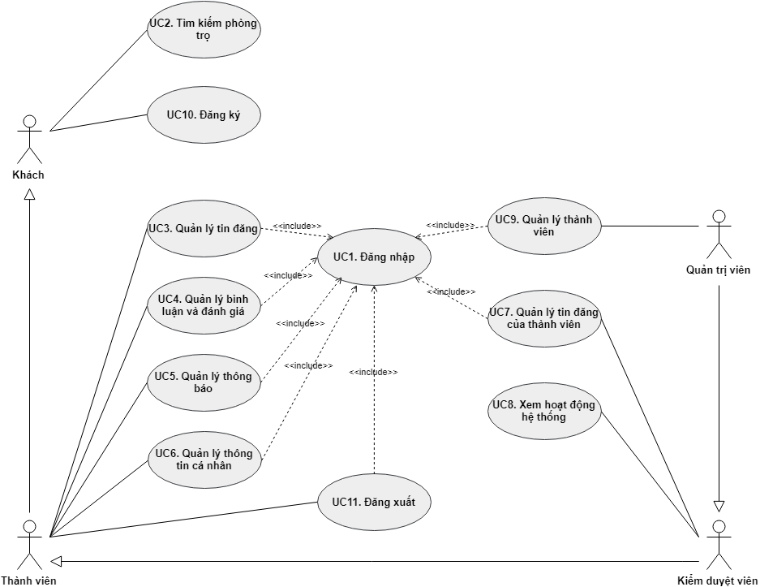 UC2. Tìm kiếm phòng
trọ
UC10. Đăng ký
Khách
UC3. Quản lý tin đăng
<<include>>
<<include>>
UC9. Quản lý thành
viên
UC1. Đăng nhập
Quản trị viên
<<include>>
<<include>>
UC4. Quản lý bình
luận và đánh giá
UC7. Quản lý tin đăng
của thành viên
<<include>>
UC5. Quản lý thông
báo
<<include>>
<<include>>
UC8. Xem hoạt động
hệ thống
UC6. Quản lý thông
tin cá nhân
UC11. Đăng xuất
Thành viên
Kiểm duyệt viên